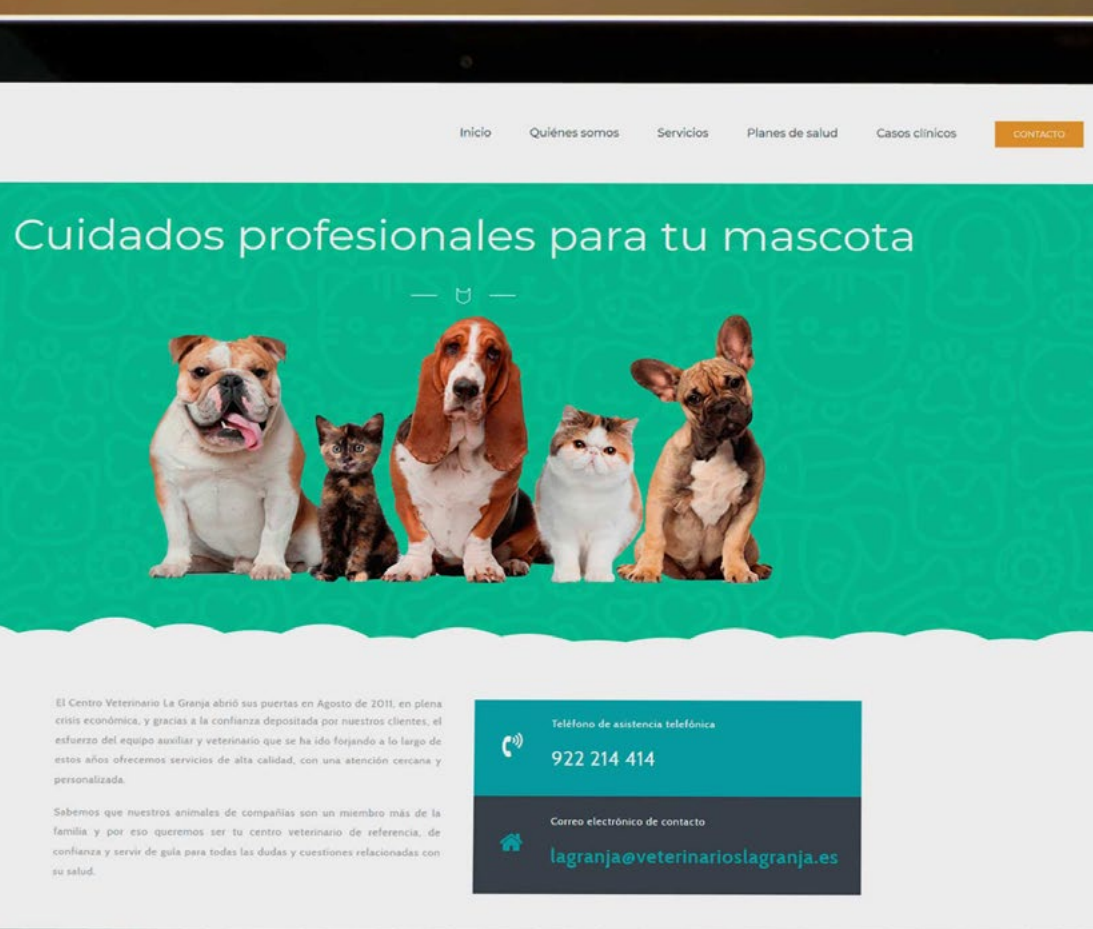 Inicio Quiénes somos Servicios Planes de salud Casos clínicos CONTACTO
Cuidados profesionales para tu mascota
El Centro Veterinario La Granja abrió sus puertas en Agosto de 2011, en plena
crisis económica, y gracias a la confianza depositada por nuestros clientes, el
esfuerzo del equipo auxiliar y veterinario que se ha ido forjando a lo largo de
estos años ofrecemos servicios de alta calidad, con una atención cercana y
personalizada.
Sabemos que nuestros animales de compañías son un miembro más de la
familia y por eso queremos ser tu centro veterinario de referencia, de
confianza y servir de guía para todas las dudas y cuestiones relacionadas con
su salud.
Teléfono de asistencia telefónica
922 214 414
Correo electrónico de contacto
lagranja@veterinarioslagranja.es